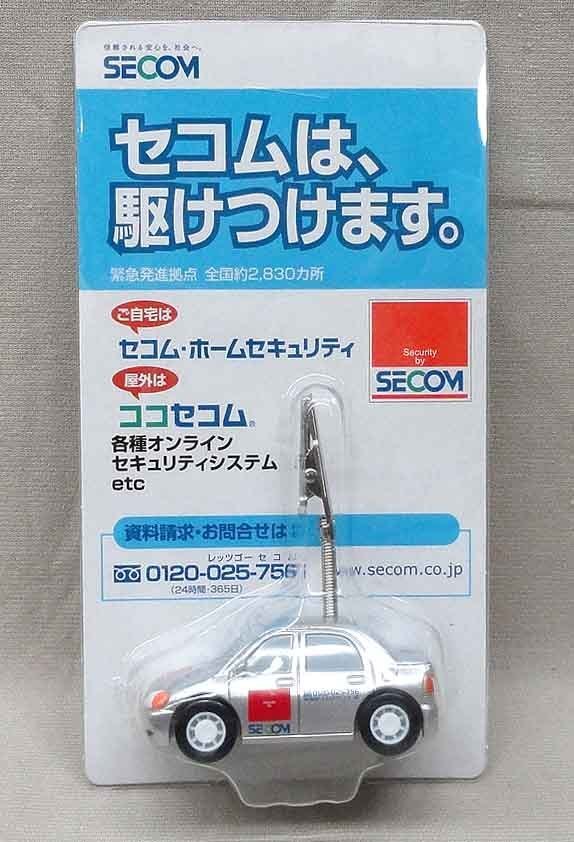 信頼される安心を、社会へ。
SECOM
セコムは、
駆けつけます。
緊急発進拠点 全国約2,830カ所
ご自宅は
セコム・ホームセキュリティ
Security
by
SECOM
屋外は
ココセコム
各種オンライン
セキュリティシステム
etc
資料請求・お問合せは
レッツゴー セコム
0120-025-756
www.secom.co.jp
(24時間・365日)
0120-025-756
SECOM